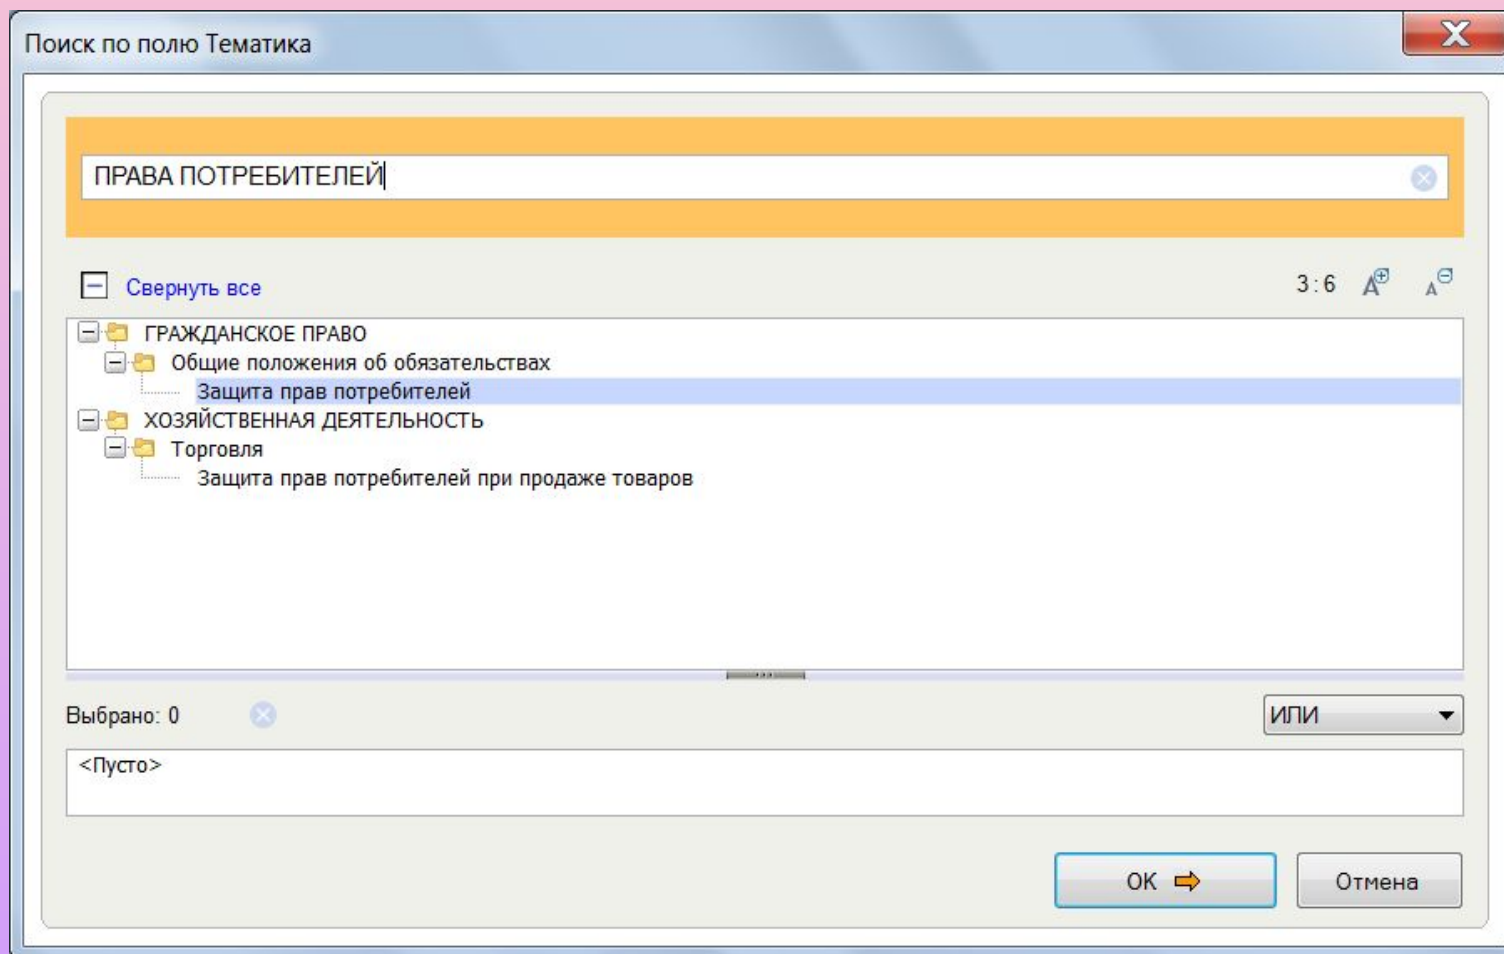 Поиск по полю Тематика
ПРАВА ПОТРЕБИТЕЛЕЙ
Свернуть все
3:6
ГРАЖДАНСКОЕ ПРАВО
Общие положения об обязательствах
Защита прав потребителей
ХОЗЯЙСТВЕННАЯ ДЕЯТЕЛЬНОСТЬ
Торговля
Защита прав потребителей при продаже товаров
Выбрано: 0
ИЛИ
<Пусто>
ОК
Отмена